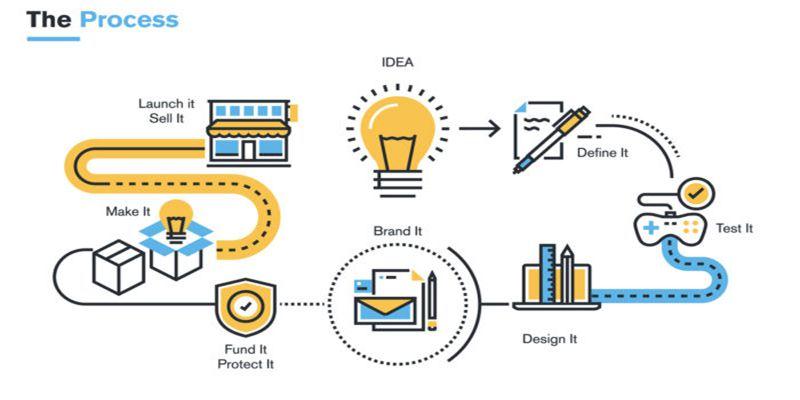 The Process
IDEA
Define It
Test It
Design It
Brand It
Fund It
Protect It
Make It
Launch it
Sell It